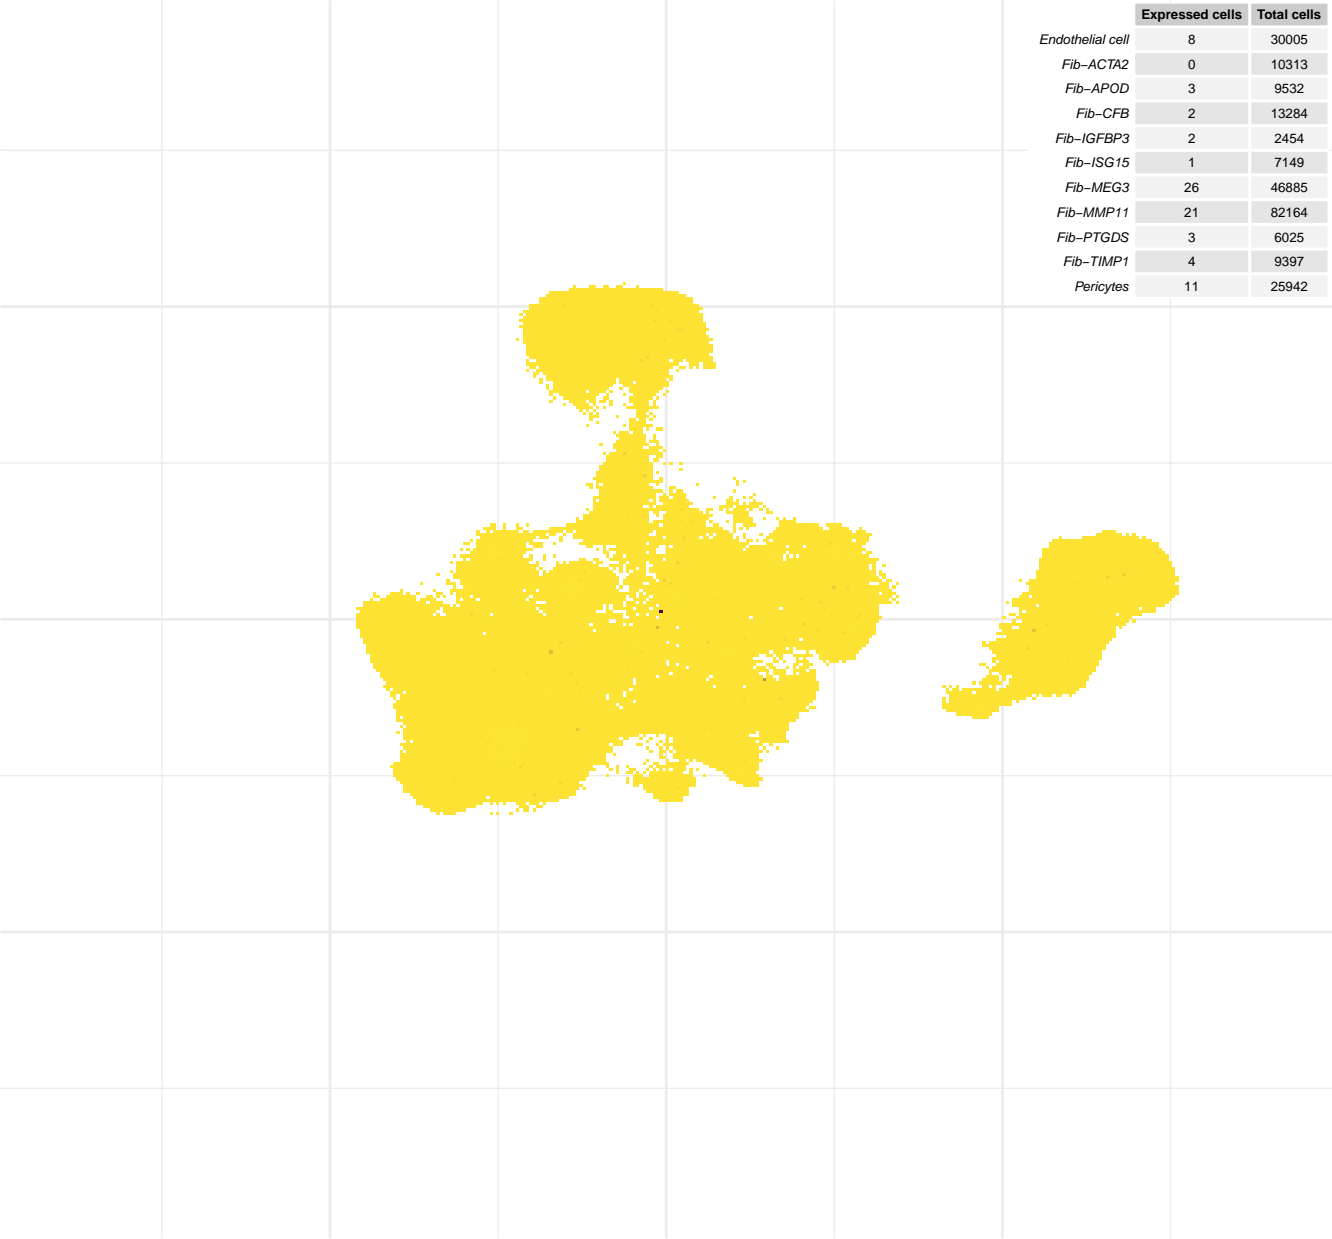 Expressed cells Total cells
Endothelial cell 8 30005
Fib−ACTA2 0 10313
Fib−APOD 3 9532
Fib−CFB 2 13284
Fib−IGFBP3 2 2454
Fib−ISG15 1 7149
Fib−MEG3 26 46885
Fib−MMP11 21 82164
Fib−PTGDS 3 6025
Fib−TIMP1 4 9397
Pericytes 11 25942